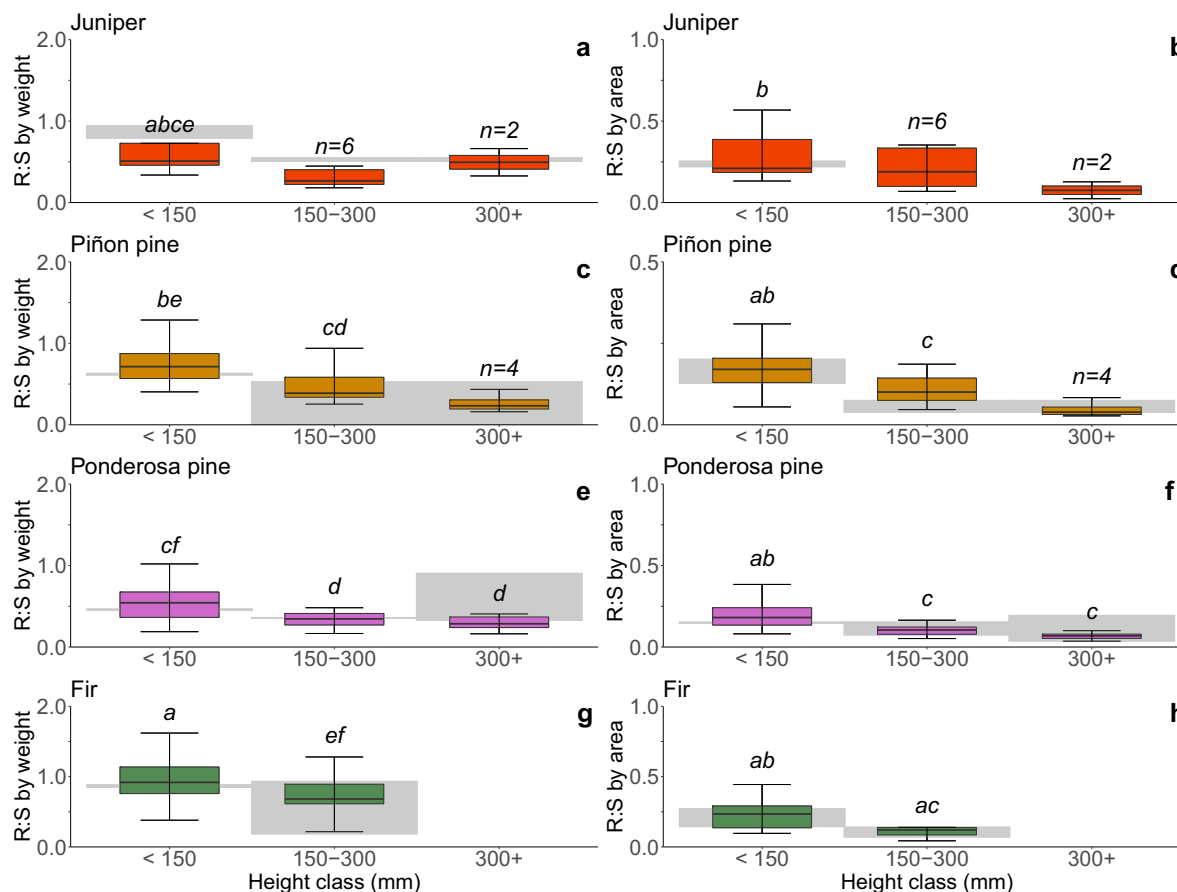 Juniper
a
R:S by weight
2.0
1.0
0.0
abce
n=6
n=2
< 150
150−300
300+
Juniper
b
R:S by area
1.0
0.5
0.0
b
n=6
n=2
< 150
150−300
300+
Piñon pine
c
R:S by weight
2.0
1.0
0.0
be
cd
n=4
< 150
150−300
300+
Piñon pine
d
R:S by area
0.5
0.0
ab
c
n=4
< 150
150−300
300+
Ponderosa pine
e
R:S by weight
2.0
1.0
0.0
cf
d
d
< 150
150−300
300+
Ponderosa pine
f
R:S by area
1.0
0.5
0.0
ab
c
c
< 150
150−300
300+
Fir
g
R:S by weight
2.0
1.0
0.0
a
ef
< 150
150−300
300+
Height class (mm)
Fir
h
R:S by area
1.0
0.5
0.0
ab
ac
< 150
150−300
300+
Height class (mm)